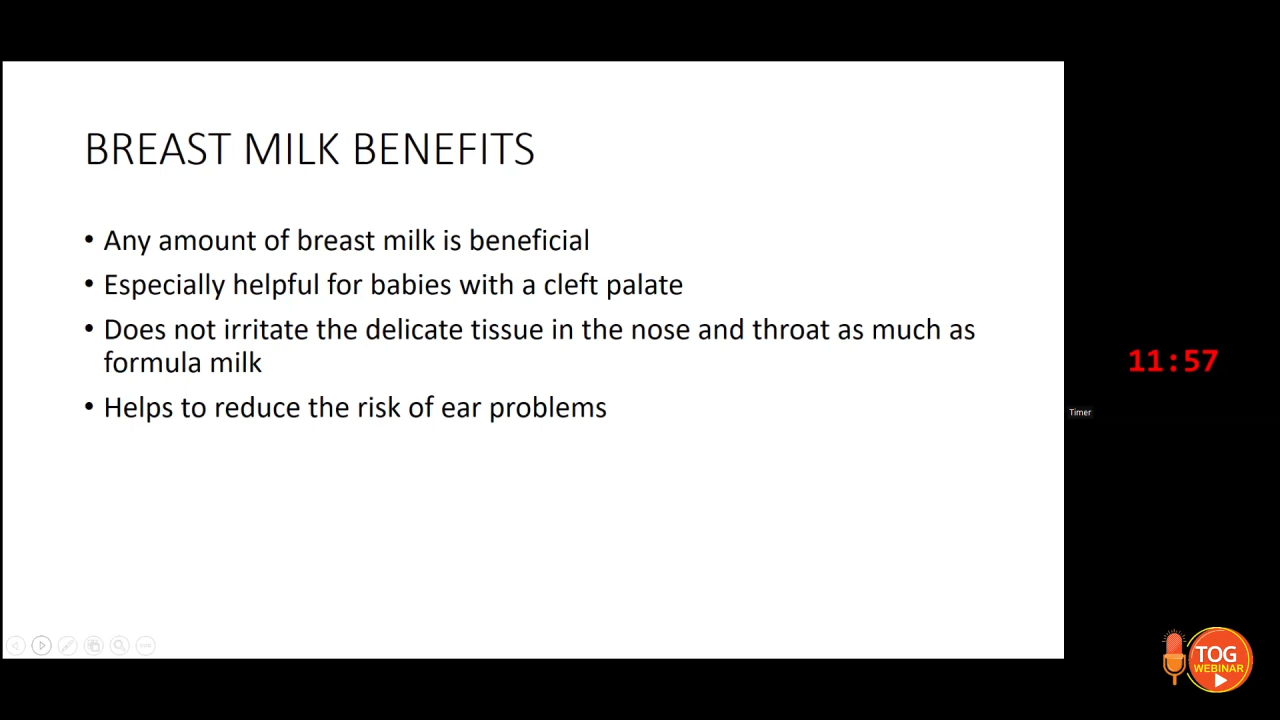 BREAST MILK BENEFITS
• Any amount of breast milk is beneficial
• Especially helpful for babies with a cleft palate
• Does not irritate the delicate tissue in the nose and throat as much as
formula milk
• Helps to reduce the risk of ear problems
11:57
Timer
TOG
WEBINAR